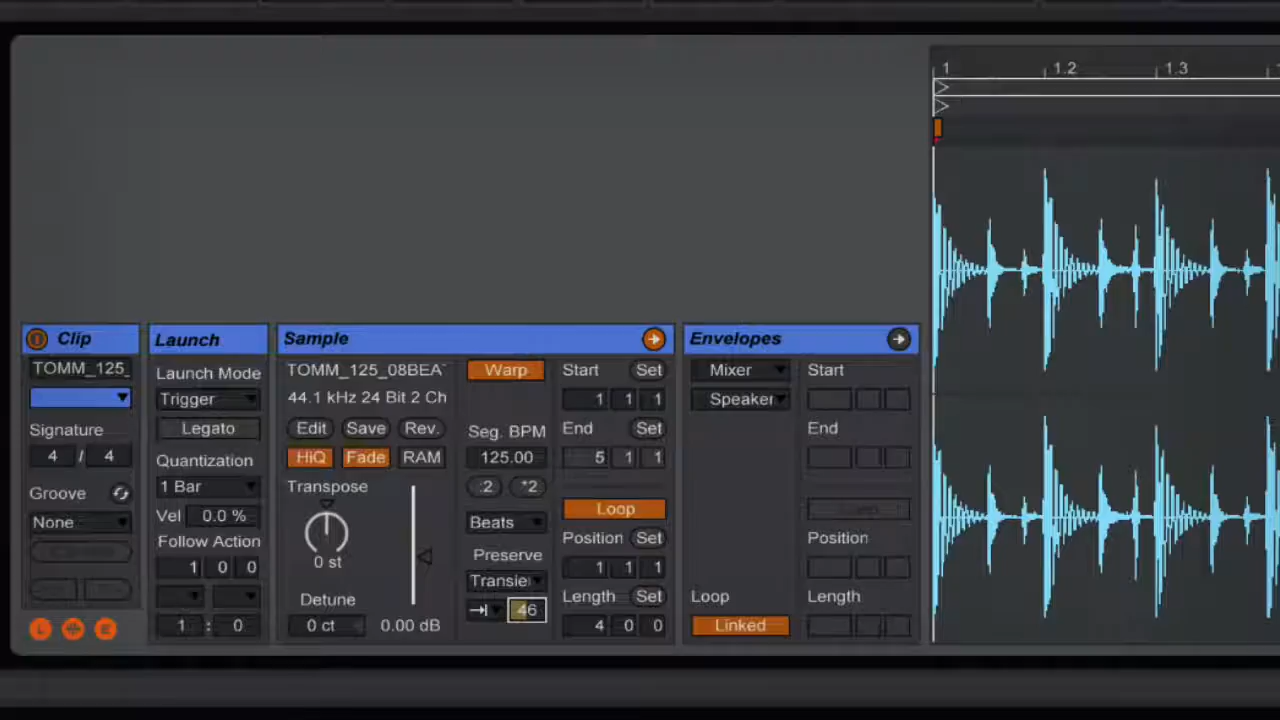 1 1.2 1.3
Clip
TOMM_125_
Signature
4 / 4
Groove
None
Launch
Launch Mode
Trigger
Legato
Quantization
1 Bar
Vel 0.0 %
Follow Action
1 0 0
1 : 0
Sample
TOMM_125_08BEA
44.1 kHz 24 Bit 2 Ch
Edit Save Rev.
HiQ Fade RAM
Transpose
0 st
Detune
0 ct 0.00 dB
Warp
Seg. BPM
125.00
:2 *2
Beats
Preserve
Transie
46
Start Set
1 1 1
End Set
5 1 1
Loop
Position Set
1 1 1
Length Set
4 0 0
Envelopes
Mixer
Speaker
Loop
Linked
Start
End
Position
Length
L E